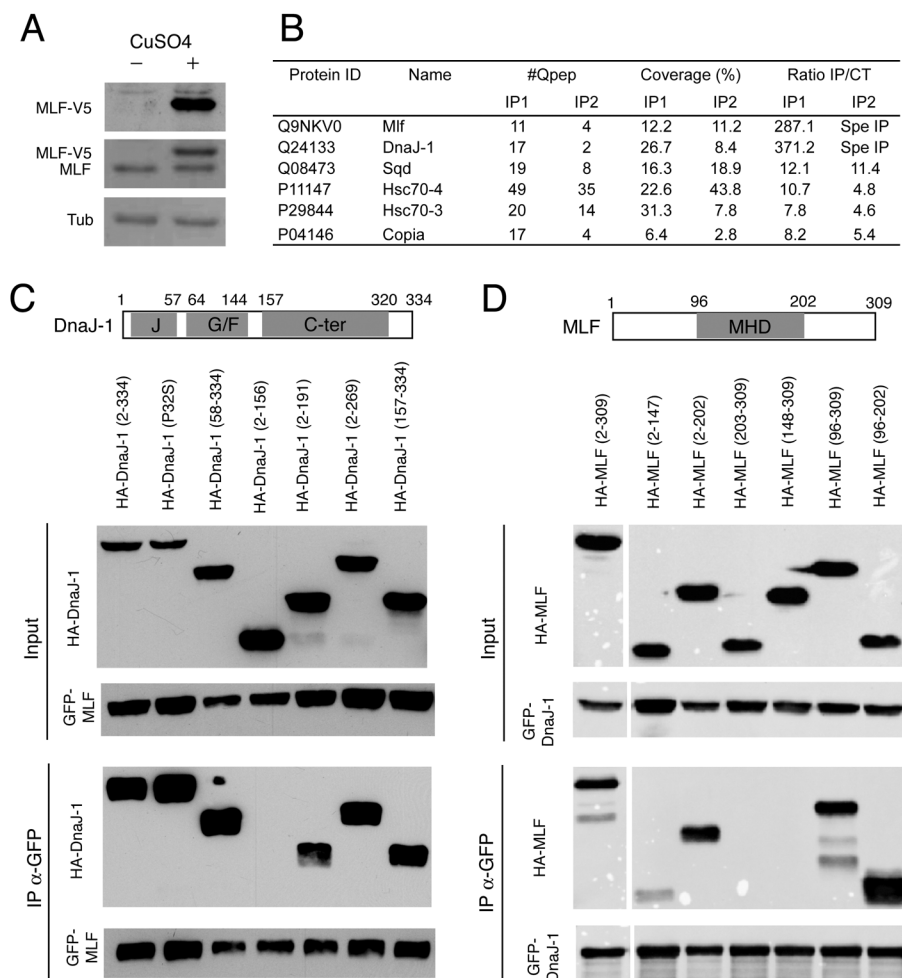 A
CuSO4
– +
MLF-V5
MLF-V5
MLF
Tub
B
Protein ID Name #Qpep Coverage (%) Ratio IP/CT
IP1 IP2 IP1 IP2 IP1 IP2
Q9NKV0 Mlf 11 4 12.2 11.2 287.1 Spe IP
Q24133 DnaJ-1 17 2 26.7 8.4 371.2 Spe IP
Q08473 Sqd 19 8 16.3 18.9 12.1 11.4
P11147 Hsc70-4 49 35 22.6 43.8 10.7 4.8
P29844 Hsc70-3 20 14 31.3 7.8 7.8 4.6
P04146 Copia 17 4 6.4 2.8 8.2 5.4
C
1 57 64 144 157 320 334
DnaJ-1 J G/F C-ter
HA-DnaJ-1 (2-334)
HA-DnaJ-1 (P32S)
HA-DnaJ-1 (58-334)
HA-DnaJ-1 (2-156)
HA-DnaJ-1 (2-191)
HA-DnaJ-1 (2-269)
HA-DnaJ-1 (157-334)
Input
HA-DnaJ-1
GFP-
MLF
IP α-GFP
HA-DnaJ-1
GFP-
MLF
D
1 96 202 309
MLF MHD
HA-MLF (2-309)
HA-MLF (2-147)
HA-MLF (2-202)
HA-MLF (203-309)
HA-MLF (148-309)
HA-MLF (96-309)
HA-MLF (96-202)
Input
HA-MLF
GFP-
DnaJ-1
IP α-GFP
HA-MLF
GFP-
DnaJ-1